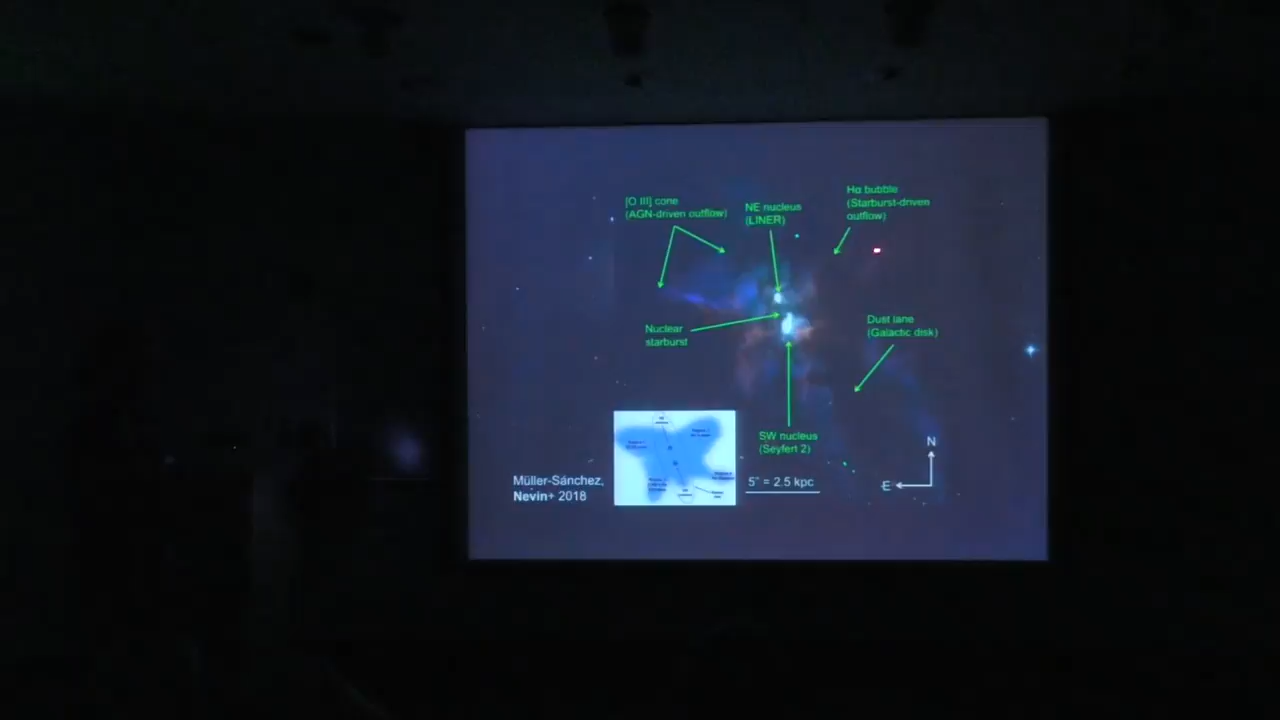 [O III] cone
(AGN-driven outflow)
NE nucleus
(LINER)
Hα bubble
(Starburst-driven
outflow)
Nuclear
starburst
Dust lane
(Galactic disk)
SW nucleus
(Seyfert 2)
N
E
5" = 2.5 kpc
Müller-Sánchez,
Nevin+ 2018